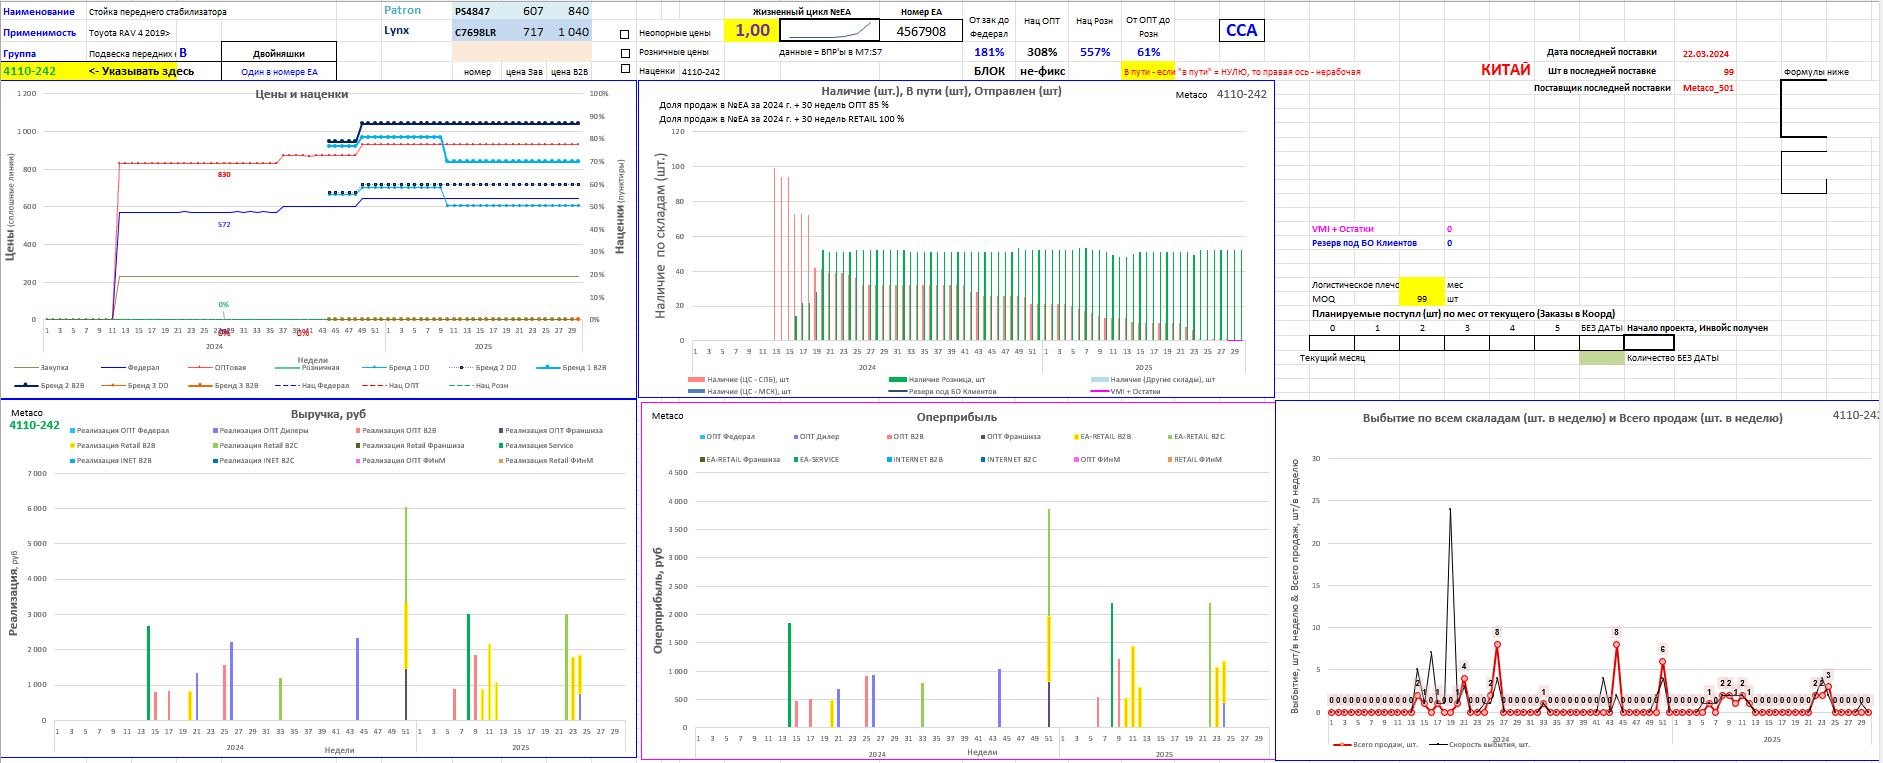 Наименование Стойка переднего стабилизатора Patron PS4847 607 840 Жизненный цикл №ЕА Номер ЕА
Применимость Toyota RAV 4 2019> Lynx C7698LR 717 1 040 Неопорные цены 1,00 4567908 От зак до Федерал Нац ОПТ Нац Розн От ОПТ до Розн ССА
Группа Подвеска передних В Двойняшки Розничные цены данные = ВПР'ы в M7:S7 181% 308% 557% 61% Дата последней поставки 22.03.2024
4110-242 <- Указывать здесь Один в номере ЕА номер цена Зав цена В2В Наценки 4110-242 БЛОК не-фикс В пути - если "в пути" = НУЛЮ, то правая ось - нерабочая КИТАЙ Шт в последней поставке 99 Формулы ниже
Поставщик последней поставки Metaco_501
Цены и наценки
Цены (сплошные линии)
Наценки (пунктиры)
1 200
1 000
800
600
400
200
0
100%
90%
80%
70%
60%
50%
40%
30%
20%
10%
0%
830
572
0%
0%
0%
1 3 5 7 9 11 13 15 17 19 21 23 25 27 29 31 33 35 37 39 41 43 45 47 49 51 1 3 5 7 9 11 13 15 17 19 21 23 25 27 29
2024 2025
Недели
Закупка Федерал ОПТовая Розничная Бренд 1 DD Бренд 2 DD Бренд 1 B2B
Бренд 2 B2B Бренд 3 DD Бренд 3 B2B Нац Федерал Нац ОПТ Нац Розн
Наличие (шт.), В пути (шт), Отправлен (шт)
Metaco 4110-242
Доля продаж в №ЕА за 2024 г. + 30 недель ОПТ 85 %
Доля продаж в №ЕА за 2024 г. + 30 недель RETAIL 100 %
Наличие по складам (шт.)
120
100
80
60
40
20
0
1 3 5 7 9 11 13 15 17 19 21 23 25 27 29 31 33 35 37 39 41 43 45 47 49 51 1 3 5 7 9 11 13 15 17 19 21 23 25 27 29
2024 2025
Наличие (ЦС - СПБ), шт Наличие Розница, шт Наличие (Другие склады), шт
Наличие (ЦС - МСК), шт Резерв под БО Клиентов VMI + Остатки
VMI + Остатки 0
Резерв под БО Клиентов 0
Логистическое плечо мес
MOQ 99 шт
Планируемые поступл (шт) по мес от текущего (Заказы в Коорд)
0 1 2 3 4 5 БЕЗ ДАТЫ Начало проекта, Инвойс получен
Текущий месяц Количество БЕЗ ДАТЫ
Metaco
4110-242
Выручка, руб
Реализация ОПТ Федерал Реализация ОПТ Дилеры Реализация ОПТ B2B Реализация ОПТ Франшиза
Реализация Retail B2B Реализация Retail B2C Реализация Retail Франшиза Реализация Service
Реализация INET B2B Реализация INET B2C Реализация ОПТ ФИнМ Реализация Retail ФИнМ
Реализация, руб
7 000
6 000
5 000
4 000
3 000
2 000
1 000
0
1 3 5 7 9 11 13 15 17 19 21 23 25 27 29 31 33 35 37 39 41 43 45 47 49 51 1 3 5 7 9 11 13 15 17 19 21 23 25 27 29
2024 Недели 2025
Metaco
Оперприбыль
ОПТ Федерал ОПТ Дилер ОПТ B2B ОПТ Франшиза EA-RETAIL B2B EA-RETAIL B2C
EA-RETAIL Франшиза EA-SERVICE INTERNET B2B INTERNET B2C ОПТ ФИнМ RETAIL ФИнМ
Оперприбыль, руб
4 500
4 000
3 500
3 000
2 500
2 000
1 500
1 000
500
0
1 3 5 7 9 11 13 15 17 19 21 23 25 27 29 31 33 35 37 39 41 43 45 47 49 51 1 3 5 7 9 11 13 15 17 19 21 23 25 27 29
2024 Недели 2025
Выбытие по всем скаладам (шт. в неделю) и Всего продаж (шт. в неделю)
4110-242
Выбытие, шт/в неделю & Всего продаж, шт/в неделю
30
25
20
15
10
5
0
4 8 8 6
1 3 5 7 9 11 13 15 17 19 21 23 25 27 29 31 33 35 37 39 41 43 45 47 49 51 1 3 5 7 9 11 13 15 17 19 21 23 25 27 29
2024 2025
Всего продаж, шт. Скорость выбытия, шт.